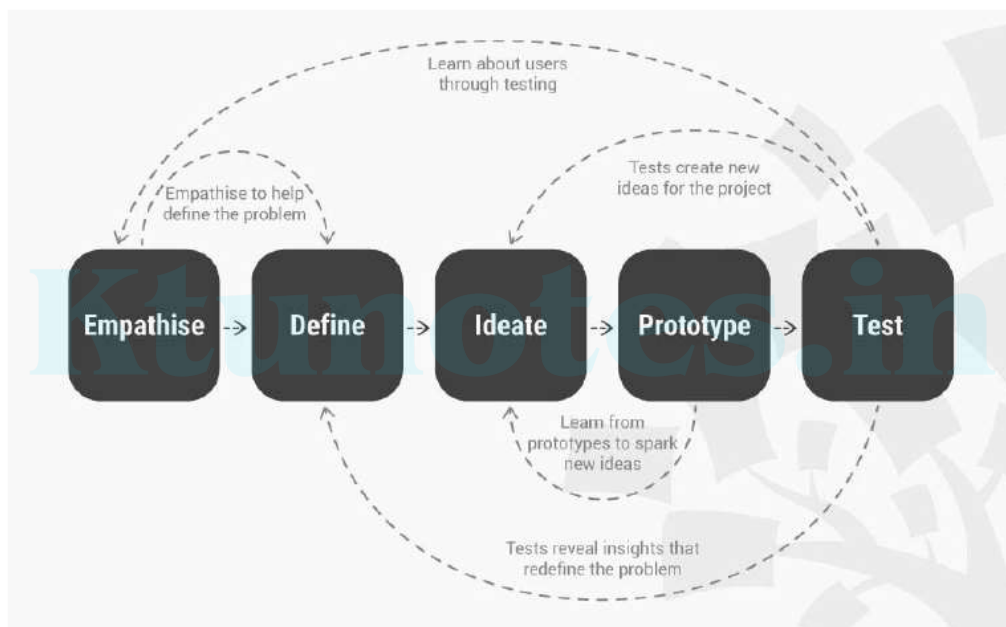 Learn about users
through testing
Tests create new
ideas for the project
Empathise to help
define the problem
Empathise
Define
Ideate
Prototype
Test
Ktunotes.in
Learn from
prototypes to spark
new ideas
Tests reveal insights that
redefine the problem